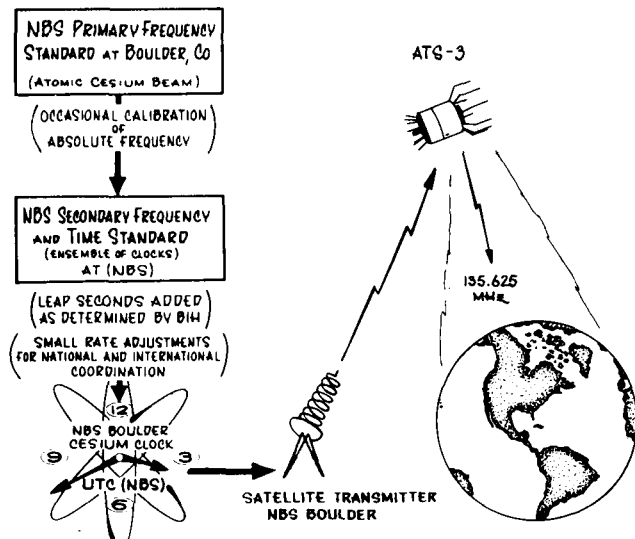 NBS PRIMARY FREQUENCY
STANDARD AT BOULDER, CO
(ATOMIC CESIUM BEAM)
(OCCASIONAL CALIBRATION
OF
ABSOLUTE FREQUENCY)
NBS SECONDARY FREQUENCY
AND TIME STANDARD
(ENSEMBLE OF CLOCKS)
AT (NBS)
(LEAP SECONDS ADDED
AS DETERMINED BY BIH)
(SMALL RATE ADJUSTMENTS
FOR NATIONAL AND INTERNATIONAL
COORDINATION)
12
NBS BOULDER
CESIUM CLOCK
9
3
UTC (NBS)
6
SATELLITE TRANSMITTER
NBS BOULDER
ATS-3
135.625
MHz